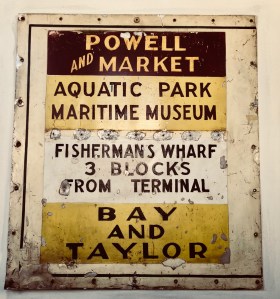 POWELL
AND MARKET
AQUATIC PARK
MARITIME MUSEUM
FISHERMANS WHARF
3 BLOCKS
FROM TERMINAL
BAY
AND
TAYLOR